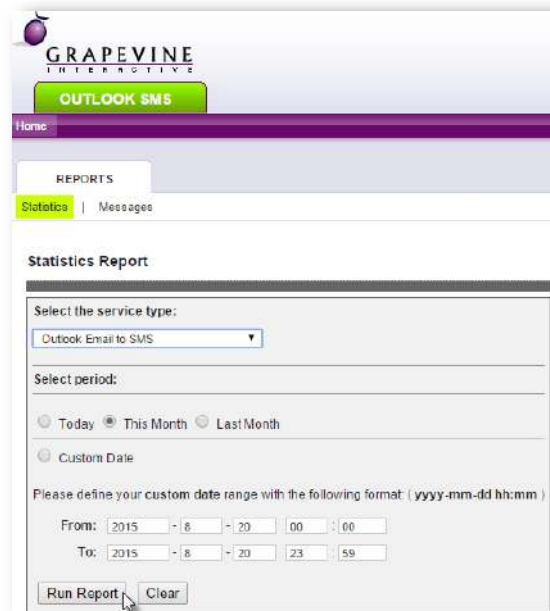 GRAPEVINE
INTERACTIVE
OUTLOOK SMS
Home
REPORTS
Statistics | Messages
Statistics Report
Select the service type:
Outlook Email to SMS
Select period:
Today This Month Last Month
Custom Date
Please define your custom date range with the following format: ( yyyy-mm-dd hh:mm )
From: 2015 - 8 - 20 00 : 00
To: 2015 - 8 - 20 23 : 59
Run Report Clear